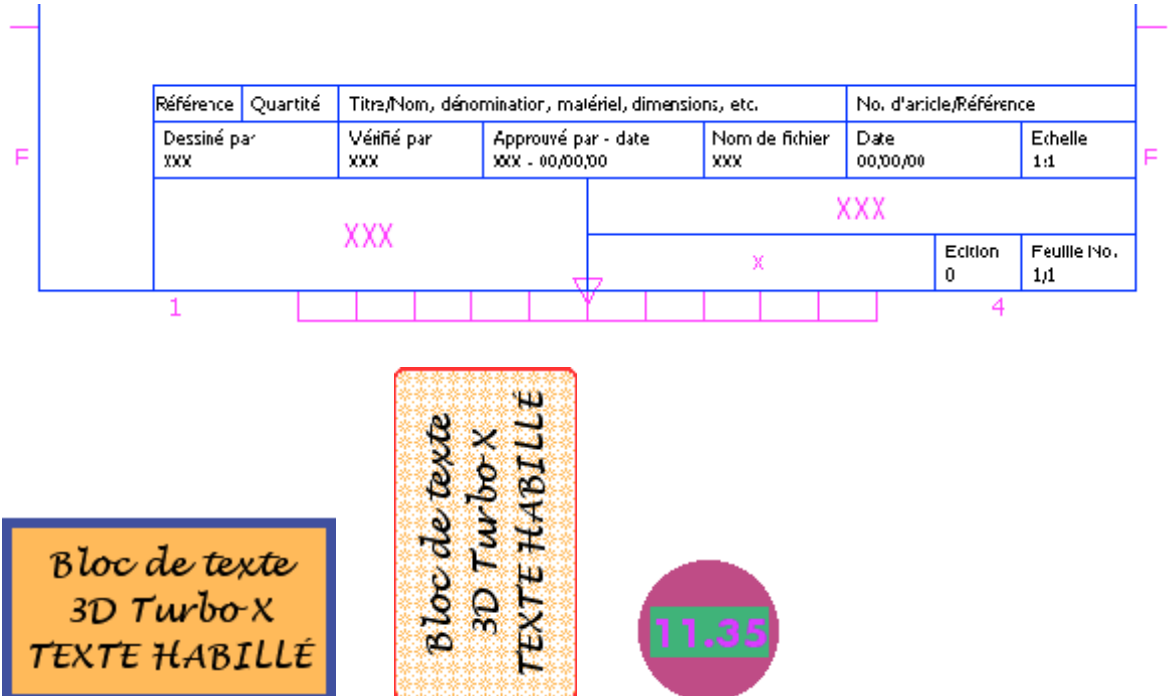 Référence Quantité Titre/Nom, dénomination, matériel, dimensions, etc. No. d'article/Référence
Dessiné par Vérifié par Approuvé par - date Nom de fichier Date Echelle
F XXX XXX XXX - 00/00/00 XXX 00/00/00 1:1 F
XXX
XXX
X Edition Feuille No.
0 1/1
1 4
Bloc de texte
3D Turbo X
TEXTE HABILLÉ
Bloc de texte
3D Turbo X
TEXTE HABILLÉ
11.35